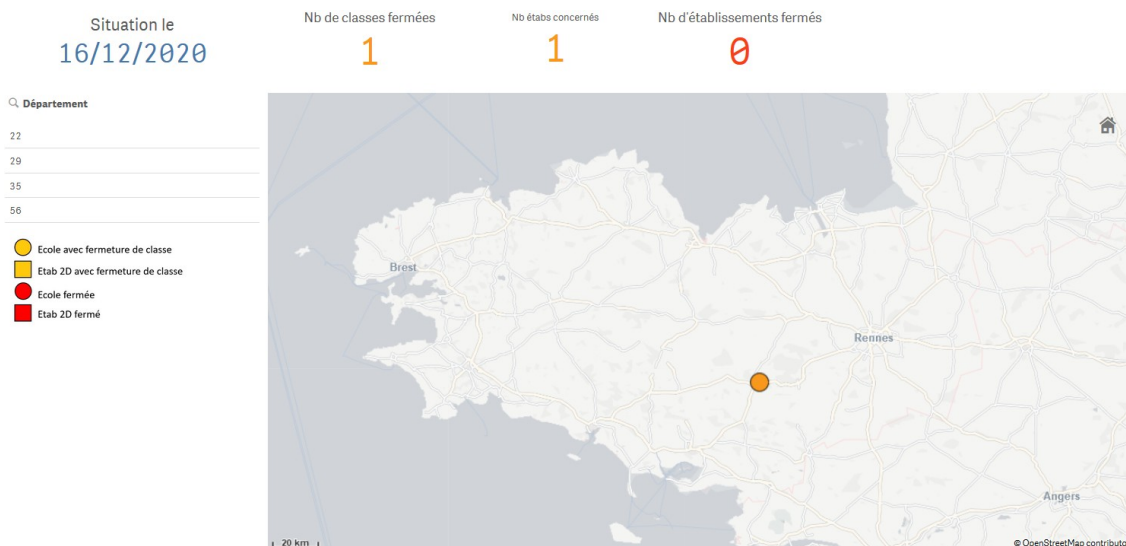 Situation le
16/12/2020
Nb de classes fermées
1
Nb étabs concernés
1
Nb d'établissements fermés
0
Département
22
29
35
56
Ecole avec fermeture de classe
Etab 2D avec fermeture de classe
Ecole fermée
Etab 2D fermé
Brest
Rennes
Angers
20 km
© OpenStreetMap contributo